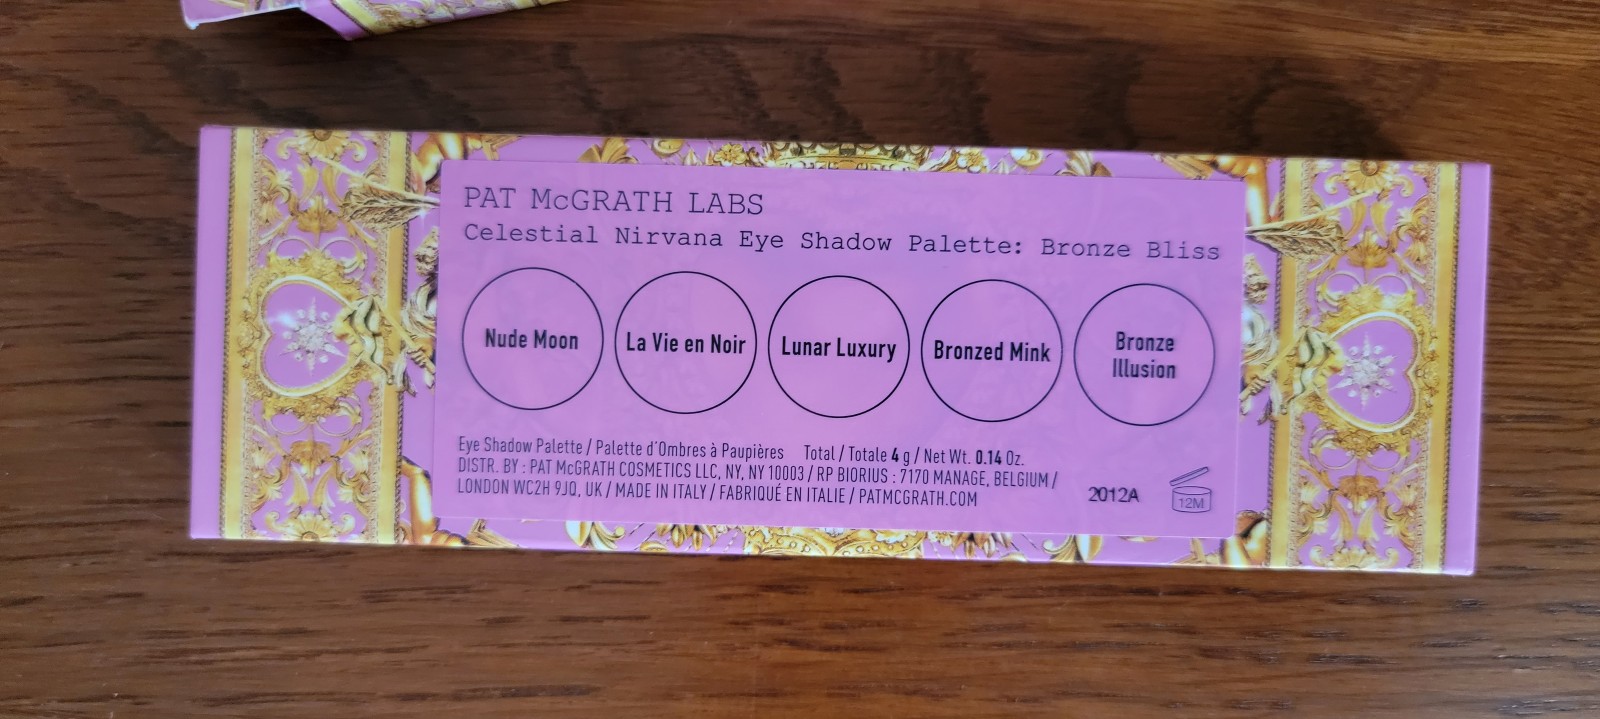 PAT McGRATH LABS
Celestial Nirvana Eye Shadow Palette: Bronze Bliss
Nude Moon
La Vie en Noir
Lunar Luxury
Bronzed Mink
Bronze
Illusion
Eye Shadow Palette / Palette d'Ombres à Paupières Total / Totale 4 g / Net Wt. 0.14 Oz.
DISTR. BY : PAT McGRATH COSMETICS LLC, NY, NY 10003 / RP BIORIUS : 7170 MANAGE, BELGIUM /
LONDON WC2H 9JQ, UK / MADE IN ITALY / FABRIQUÉ EN ITALIE / PATMCGRATH.COM
2012A
12M